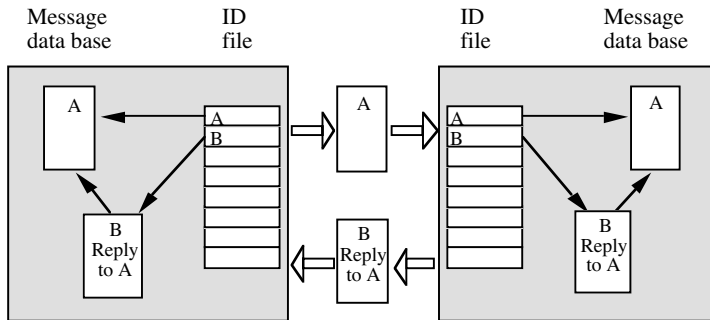 Message
data base
ID
file
ID
file
Message
data base
A
A
B
A
A
B
A
B
Reply
to A
B
Reply
to A
B
Reply
to A